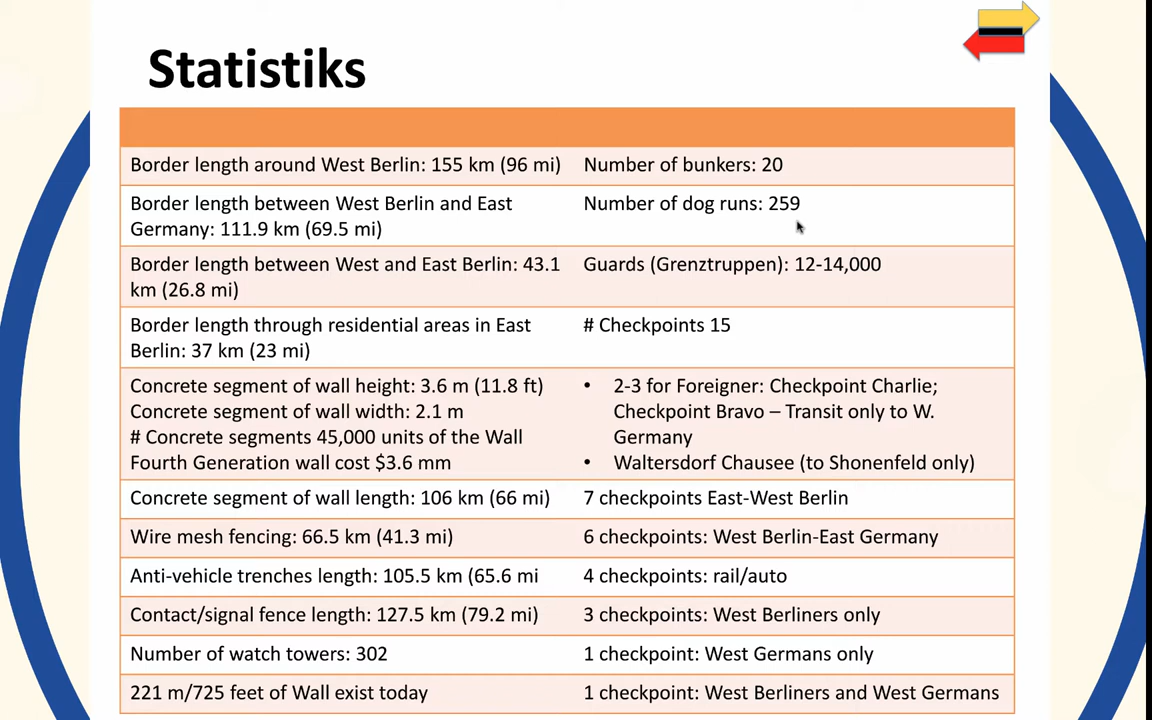 Statistiks
Border length around West Berlin: 155 km (96 mi)
Number of bunkers: 20
Border length between West Berlin and East
Germany: 111.9 km (69.5 mi)
Number of dog runs: 259
Border length between West and East Berlin: 43.1
km (26.8 mi)
Guards (Grenztruppen): 12-14,000
Border length through residential areas in East
Berlin: 37 km (23 mi)
# Checkpoints 15
Concrete segment of wall height: 3.6 m (11.8 ft)
Concrete segment of wall width: 2.1 m
# Concrete segments 45,000 units of the Wall
Fourth Generation wall cost $3.6 mm
• 2-3 for Foreigner: Checkpoint Charlie;
Checkpoint Bravo – Transit only to W.
Germany
• Waltersdorf Chausee (to Shonenfeld only)
Concrete segment of wall length: 106 km (66 mi)
7 checkpoints East-West Berlin
Wire mesh fencing: 66.5 km (41.3 mi)
6 checkpoints: West Berlin-East Germany
Anti-vehicle trenches length: 105.5 km (65.6 mi
4 checkpoints: rail/auto
Contact/signal fence length: 127.5 km (79.2 mi)
3 checkpoints: West Berliners only
Number of watch towers: 302
1 checkpoint: West Germans only
221 m/725 feet of Wall exist today
1 checkpoint: West Berliners and West Germans